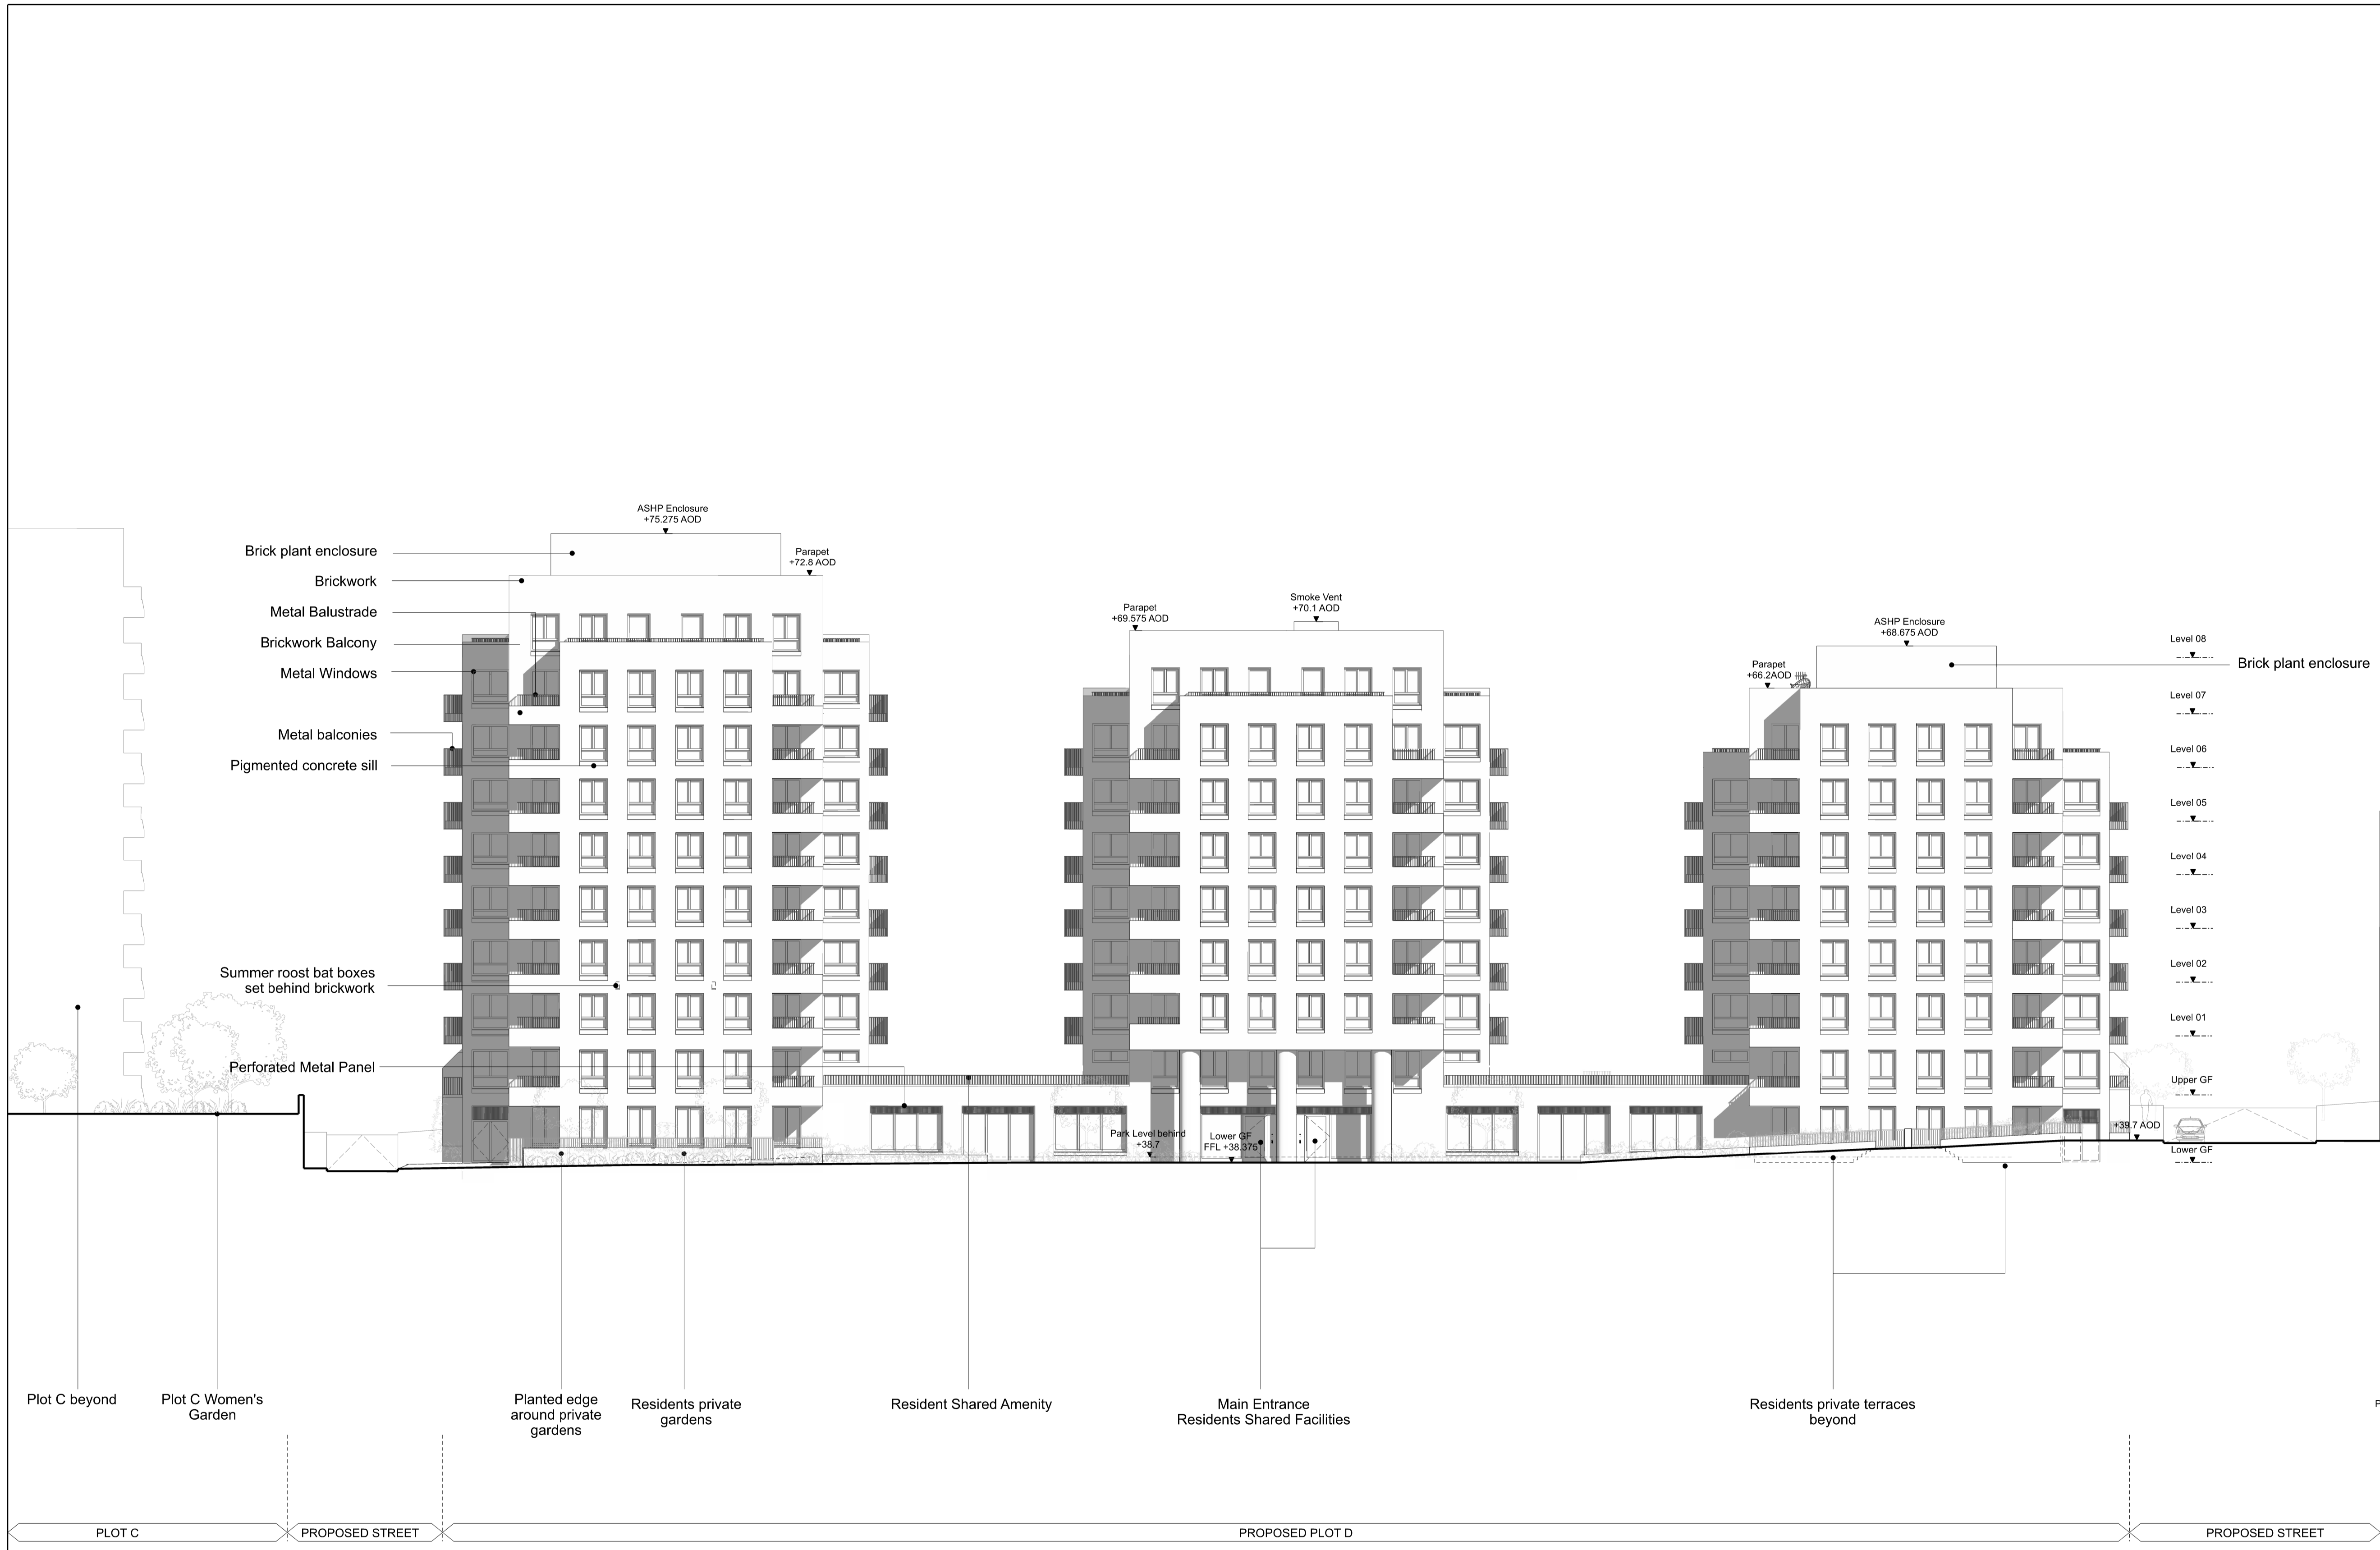 ASHP Enclosure
+75.275 AOD
Brick plant enclosure
Parapet
+72.8 AOD
Brickwork
Metal Balustrade
Brickwork Balcony
Metal Windows
Metal balconies
Pigmented concrete sill
Summer roost bat boxes
set behind brickwork
Perforated Metal Panel
Parapet
+69.575 AOD
Smoke Vent
+70.1 AOD
ASHP Enclosure
+68.675 AOD
Parapet
+66.2AOD
Brick plant enclosure
Level 08
Level 07
Level 06
Level 05
Level 04
Level 03
Level 02
Level 01
Upper GF
+39.7 AOD
Lower GF
Park Level behind
+38.7
Lower GF
FFL +38.375
Plot C beyond
Plot C Women's
Garden
Planted edge
around private
gardens
Residents private
gardens
Resident Shared Amenity
Main Entrance
Residents Shared Facilities
Residents private terraces
beyond
PLOT C
PROPOSED STREET
PROPOSED PLOT D
PROPOSED STREET